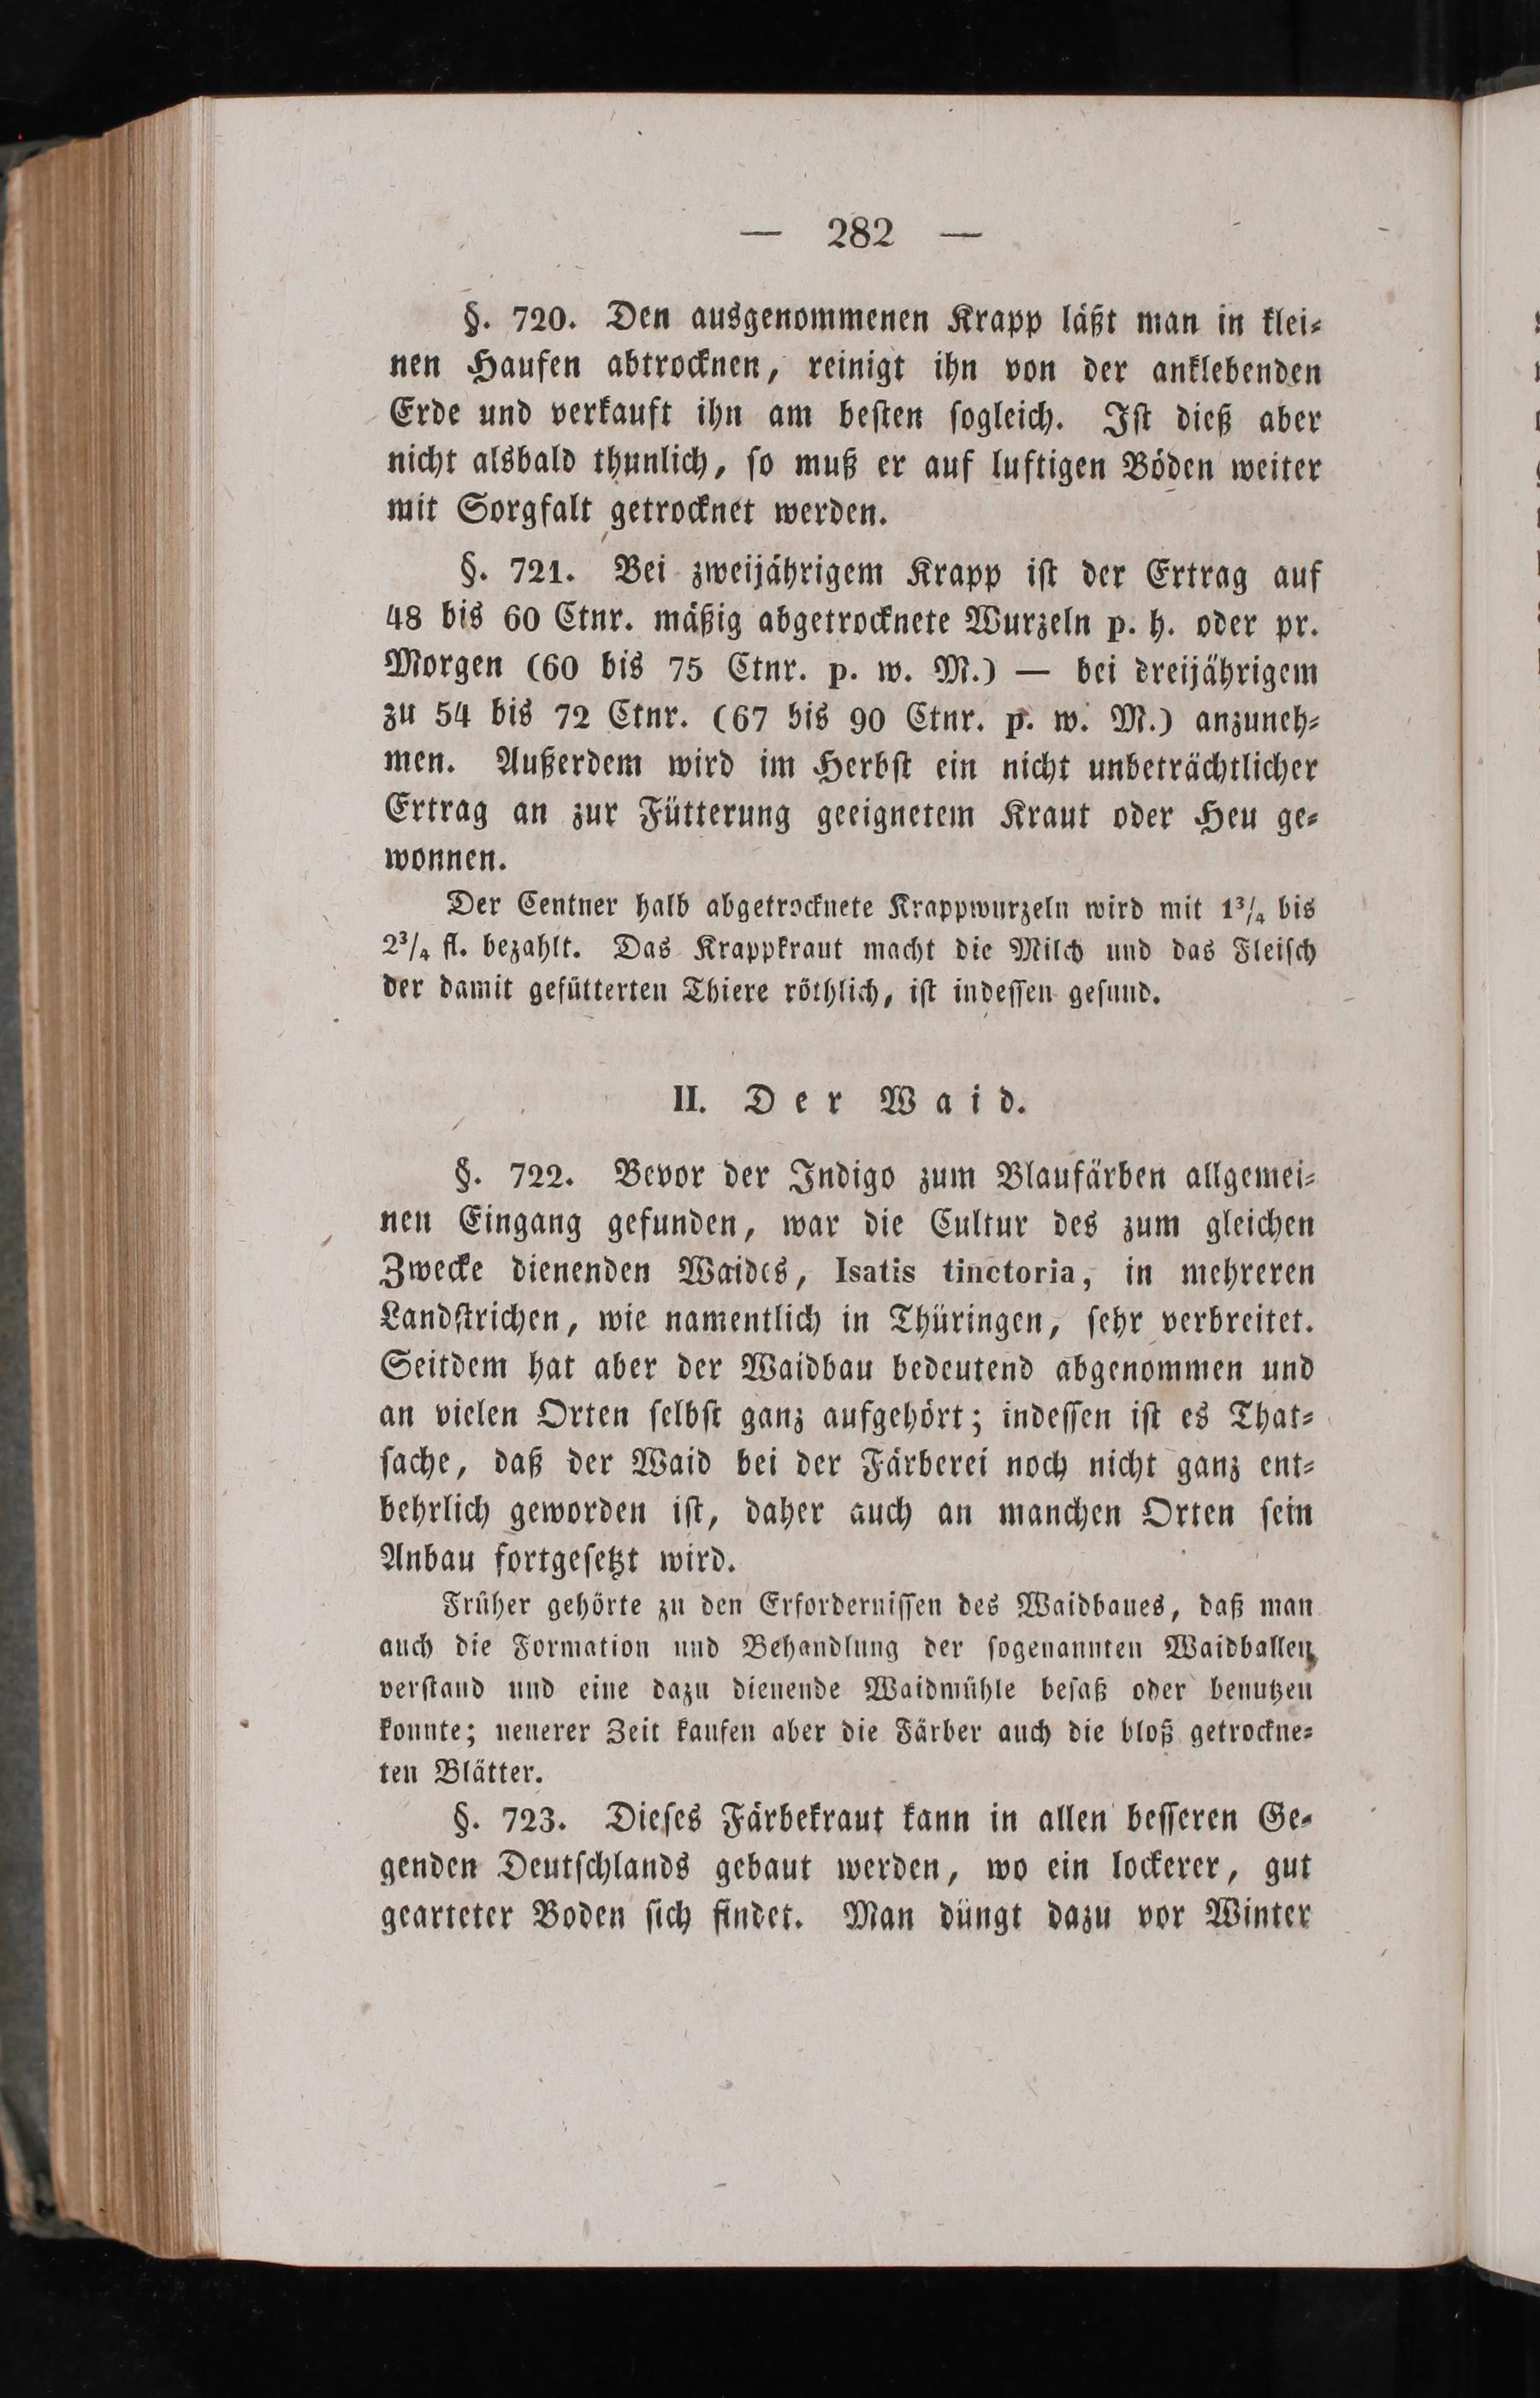 — 282 —
§. 720. Den ausgenommenen Krapp läßt man in klei-
nen Haufen abtrocknen, reinigt ihn von der anklebenden
Erde und verkauft ihn am besten sogleich. Ist dieß aber
nicht alsbald thunlich, so muß er auf luftigen Böden weiter
mit Sorgfalt getrocknet werden.
§. 721. Bei zweijährigem Krapp ist der Ertrag auf
48 bis 60 Ctnr. mäßig abgetrocknete Wurzeln p. h. oder pr.
Morgen (60 bis 75 Ctnr. p. w. M.) — bei dreijährigem
zu 54 bis 72 Ctnr. (67 bis 90 Ctnr. p. w. M.) anzuneh-
men. Außerdem wird im Herbst ein nicht unbeträchtlicher
Ertrag an zur Fütterung geeignetem Kraut oder Heu ge-
wonnen.
Der Centner halb abgetrocknete Krappwurzeln wird mit 1³/₄ bis
2³/₄ fl. bezahlt. Das Krappkraut macht die Milch und das Fleisch
der damit gefütterten Thiere röthlich, ist indessen gesund.
II. Der Waid.
§. 722. Bevor der Indigo zum Blaufärben allgemei-
nen Eingang gefunden, war die Cultur des zum gleichen
Zwecke dienenden Waides, Isatis tinctoria, in mehreren
Landstrichen, wie namentlich in Thüringen, sehr verbreitet.
Seitdem hat aber der Waidbau bedeutend abgenommen und
an vielen Orten selbst ganz aufgehört; indessen ist es That-
sache, daß der Waid bei der Färberei noch nicht ganz ent-
behrlich geworden ist, daher auch an manchen Orten sein
Anbau fortgesetzt wird.
Früher gehörte zu den Erfordernissen des Waidbaues, daß man
auch die Formation und Behandlung der sogenannten Waidballen
verstand und eine dazu dienende Waidmühle besaß oder benutzen
konnte; neuerer Zeit kaufen aber die Färber auch die bloß getrockne-
ten Blätter.
§. 723. Dieses Färbekraut kann in allen besseren Ge-
genden Deutschlands gebaut werden, wo ein lockerer, gut
gearteter Boden sich findet. Man düngt dazu vor Winter